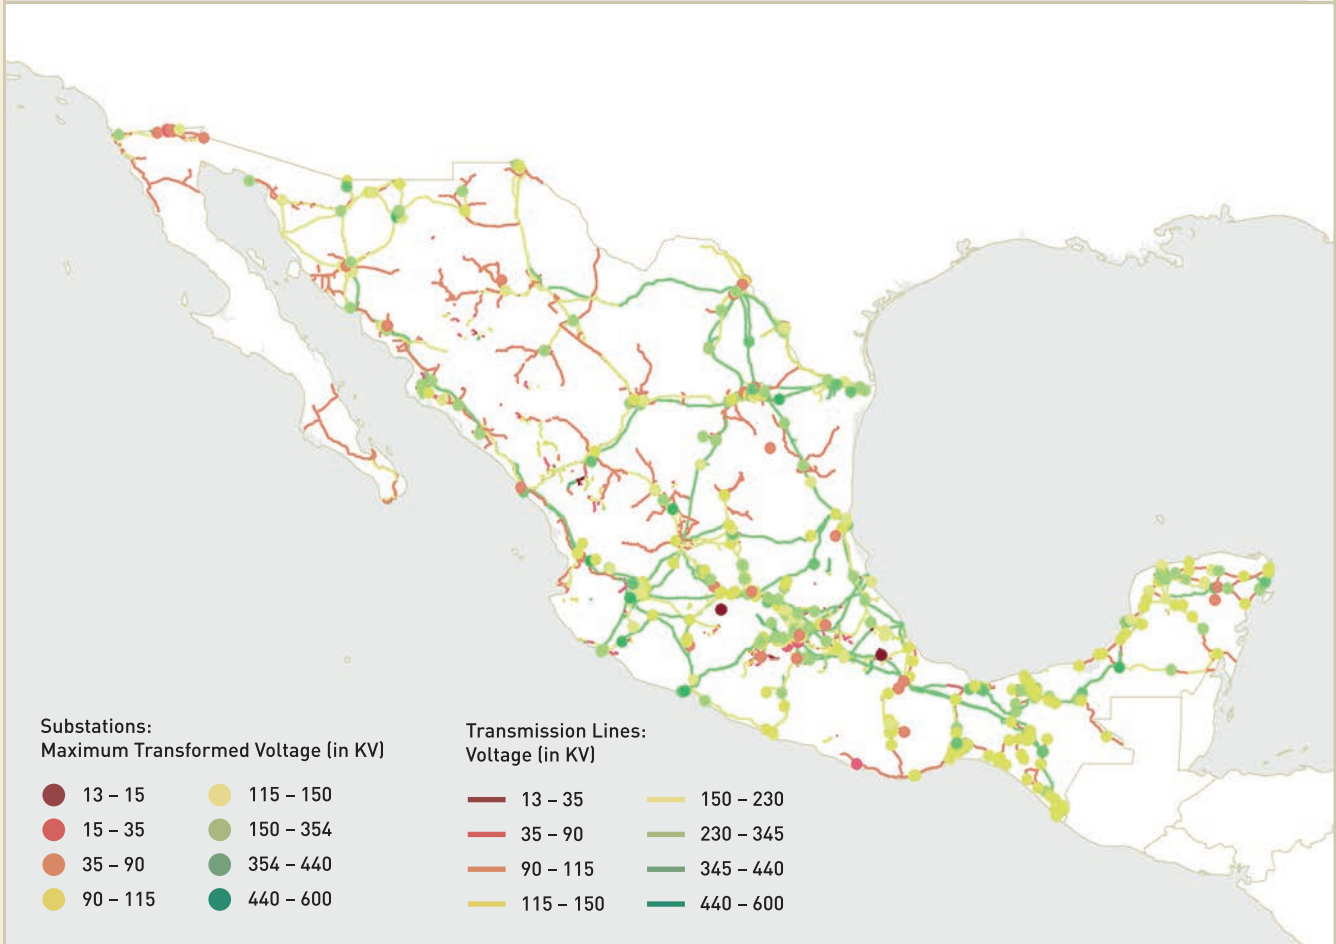 Substations:
Maximum Transformed Voltage (in KV)
13 – 15
15 – 35
35 – 90
90 – 115
115 – 150
150 – 354
354 – 440
440 – 600
Transmission Lines:
Voltage (in KV)
13 – 35
35 – 90
90 – 115
115 – 150
150 – 230
230 – 345
345 – 440
440 – 600